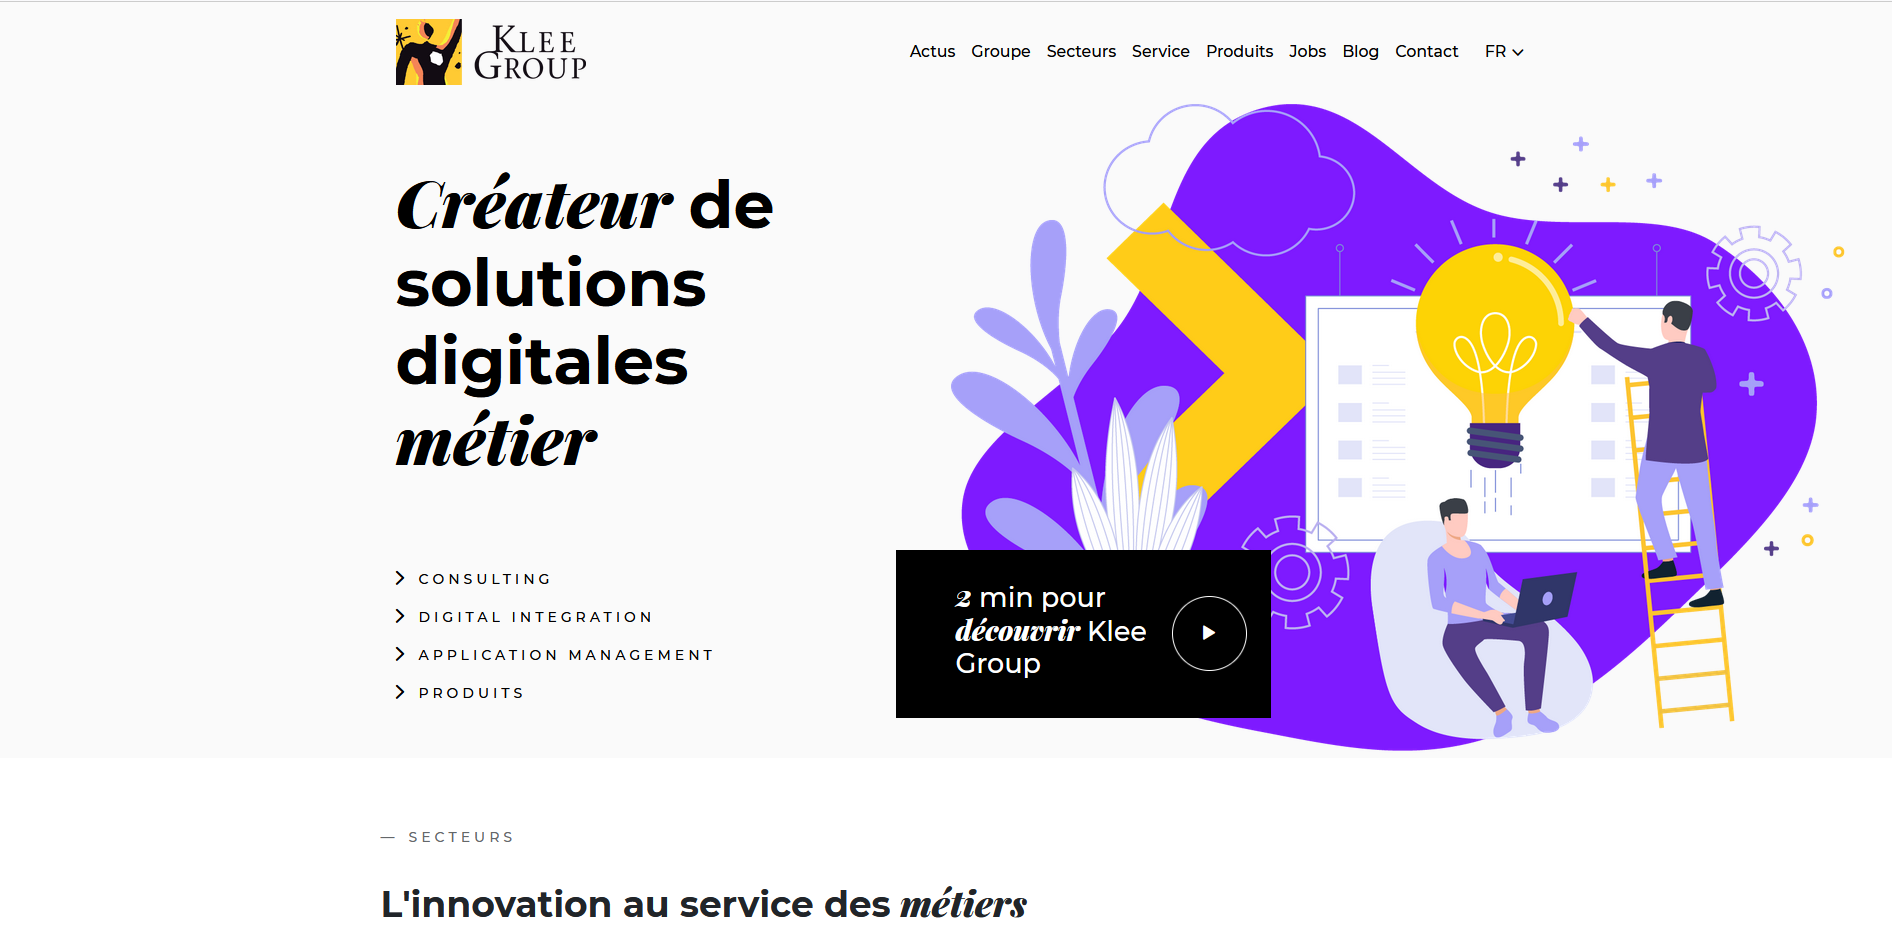 KLEE
GROUP
Actus Groupe Secteurs Service Produits Jobs Blog Contact FR
Créateur de
solutions
digitales
métier
CONSULTING
DIGITAL INTEGRATION
APPLICATION MANAGEMENT
PRODUITS
2 min pour
découvrir Klee
Group
— SECTEURS
L'innovation au service des métiers